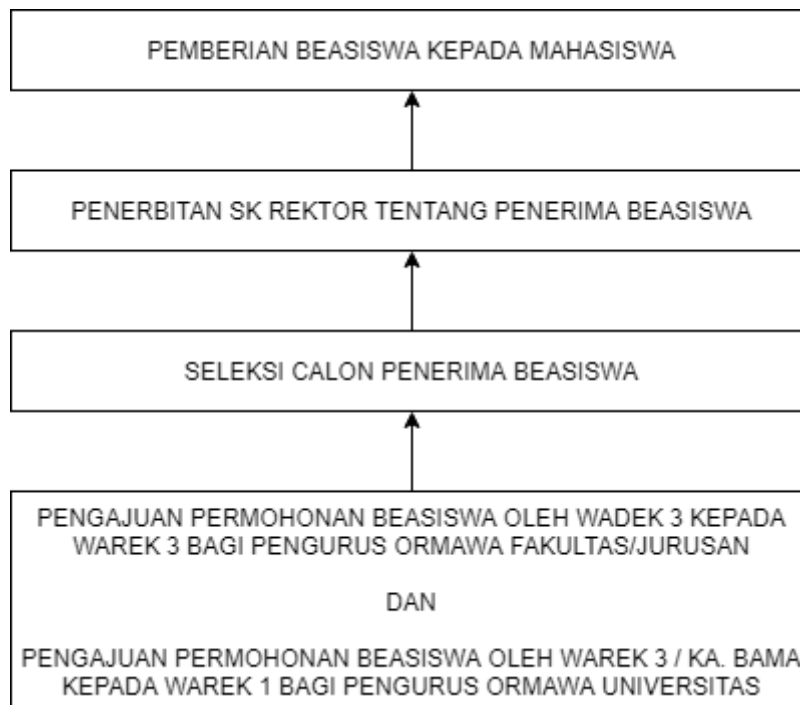 PEMBERIAN BEASISWA KEPADA MAHASISWA
PENERBITAN SK REKTOR TENTANG PENERIMA BEASISWA
SELEKSI CALON PENERIMA BEASISWA
PENGAJUAN PERMOHONAN BEASISWA OLEH WADEK 3 KEPADA
WAREK 3 BAGI PENGURUS ORMAWA FAKULTAS/JURUSAN
DAN
PENGAJUAN PERMOHONAN BEASISWA OLEH WAREK 3 / KA. BAMA
KEPADA WAREK 1 BAGI PENGURUS ORMAWA UNIVERSITAS